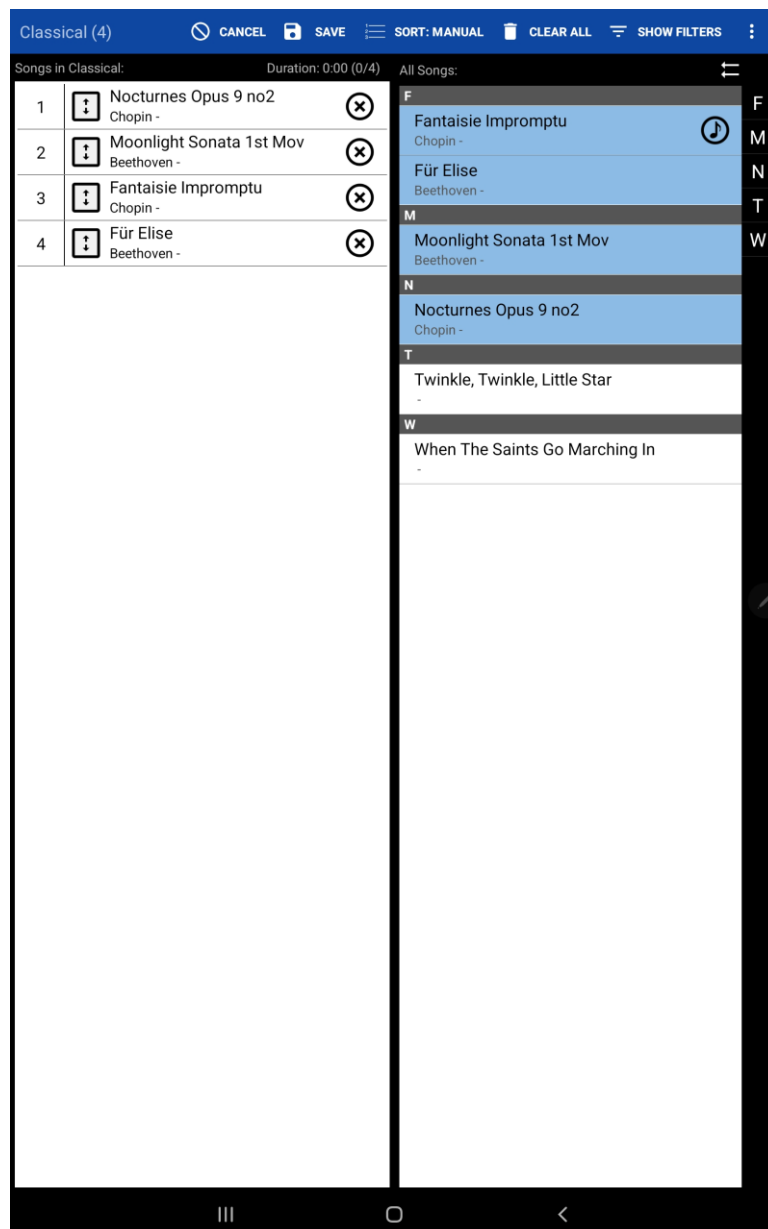 Classical (4) CANCEL SAVE SORT: MANUAL CLEAR ALL SHOW FILTERS
Songs in Classical: Duration: 0:00 (0/4)
1 Nocturnes Opus 9 no2
Chopin -
2 Moonlight Sonata 1st Mov
Beethoven -
3 Fantaisie Impromptu
Chopin -
4 Für Elise
Beethoven -
All Songs:
F
Fantaisie Impromptu
Chopin -
Für Elise
Beethoven -
M
Moonlight Sonata 1st Mov
Beethoven -
N
Nocturnes Opus 9 no2
Chopin -
T
Twinkle, Twinkle, Little Star
-
W
When The Saints Go Marching In
-
F
M
N
T
W